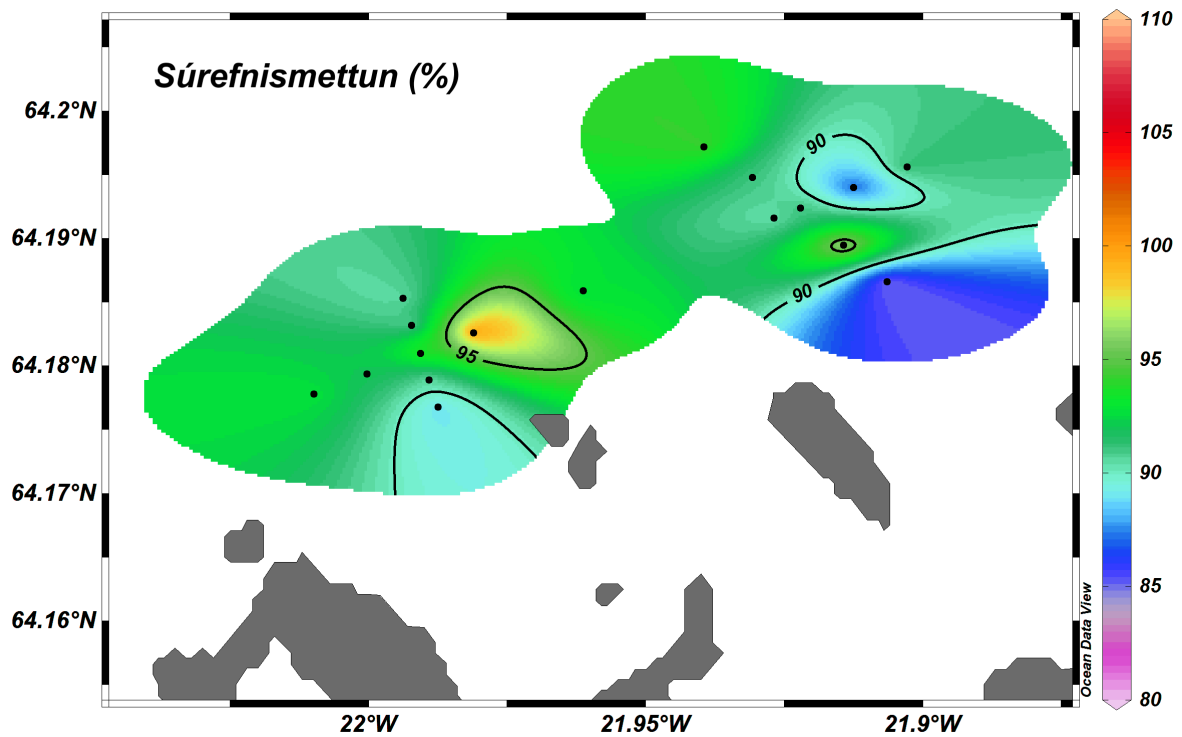 Súrefnismettun (%)
64.2°N
64.19°N
64.18°N
64.17°N
64.16°N
22°W
21.95°W
21.9°W
90
90
95
110
105
100
95
90
85
80
Ocean Data View